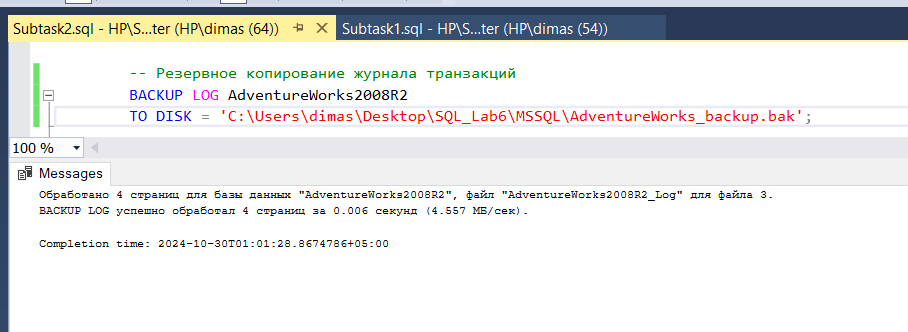 Subtask2.sql - HP\S...ter (HP\dimas (64))
Subtask1.sql - HP\S...ter (HP\dimas (54))
-- Резервное копирование журнала транзакций
BACKUP LOG AdventureWorks2008R2
TO DISK = 'C:\Users\dimas\Desktop\SQL_Lab6\MSSQL\AdventureWorks_backup.bak';
100 %
Messages
Обработано 4 страниц для базы данных "AdventureWorks2008R2", файл "AdventureWorks2008R2_Log" для файла 3.
BACKUP LOG успешно обработал 4 страниц за 0.006 секунд (4.557 МБ/сек).
Completion time: 2024-10-30T01:01:28.8674786+05:00